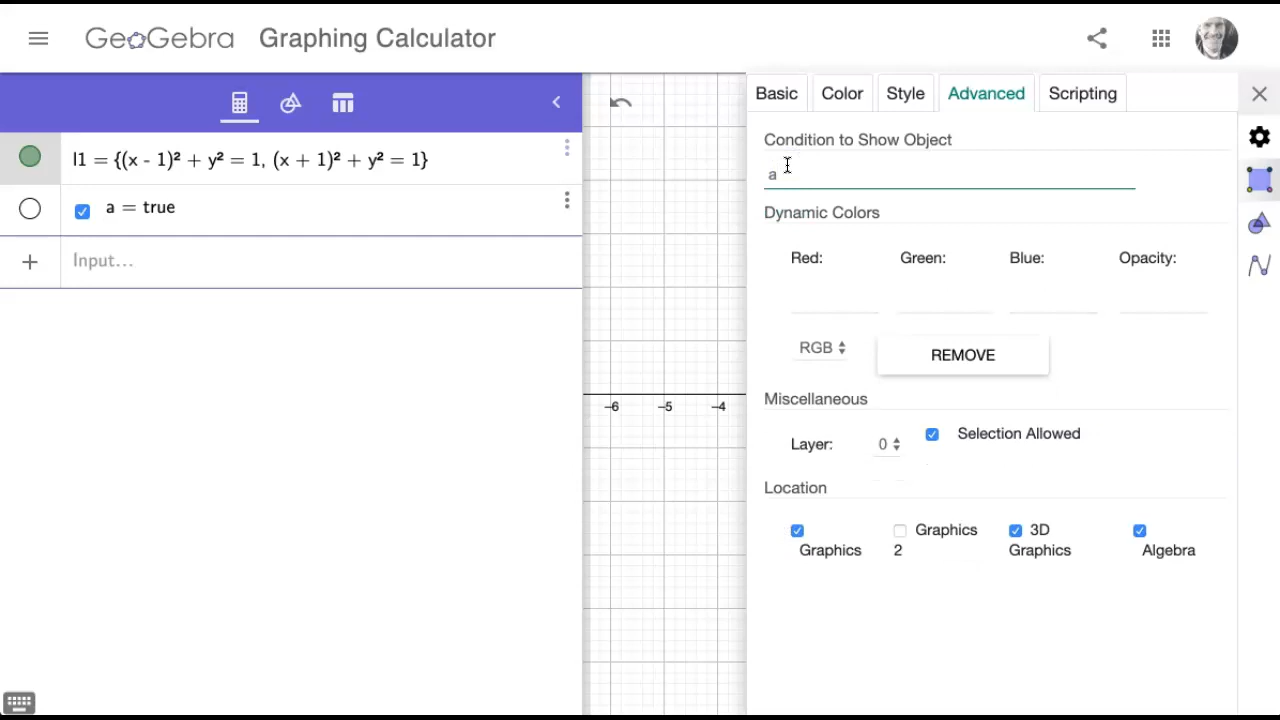 GeoGebra Graphing Calculator
Basic Color Style Advanced Scripting
l1 = {(x - 1)² + y² = 1, (x + 1)² + y² = 1}
a = true
Input...
-6 -5 -4
Condition to Show Object
a
Dynamic Colors
Red: Green: Blue: Opacity:
RGB REMOVE
Miscellaneous
Layer: 0 Selection Allowed
Location
Graphics
Graphics 2
3D Graphics
Algebra